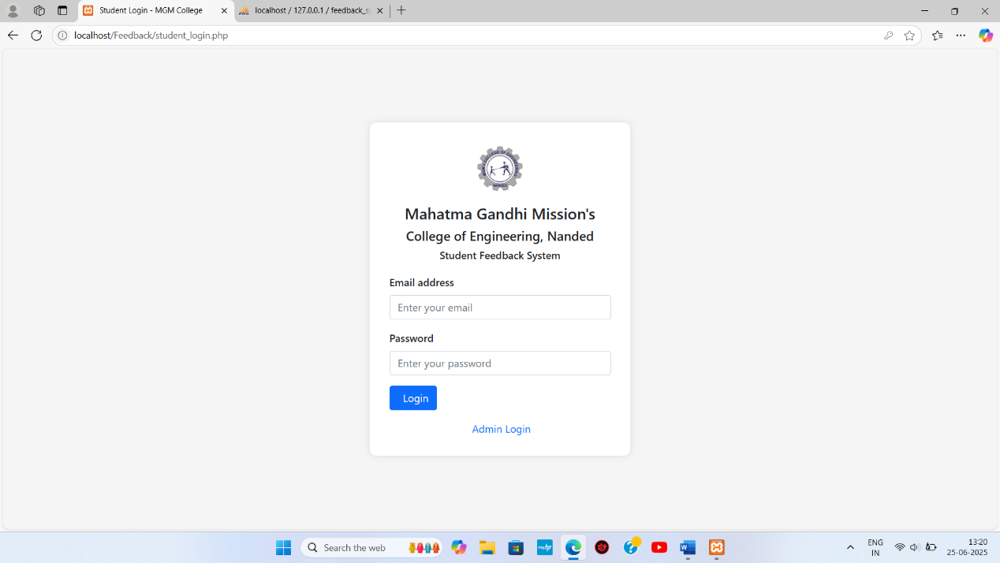 Student Login - MGM College
localhost / 127.0.0.1 / feedback_s
localhost/Feedback/student_login.php
NANDED
Mahatma Gandhi Mission's
College of Engineering, Nanded
Student Feedback System
Email address
Enter your email
Password
Enter your password
Login
Admin Login
Search the web
myhp
W
ENG
IN
13:20
25-06-2025